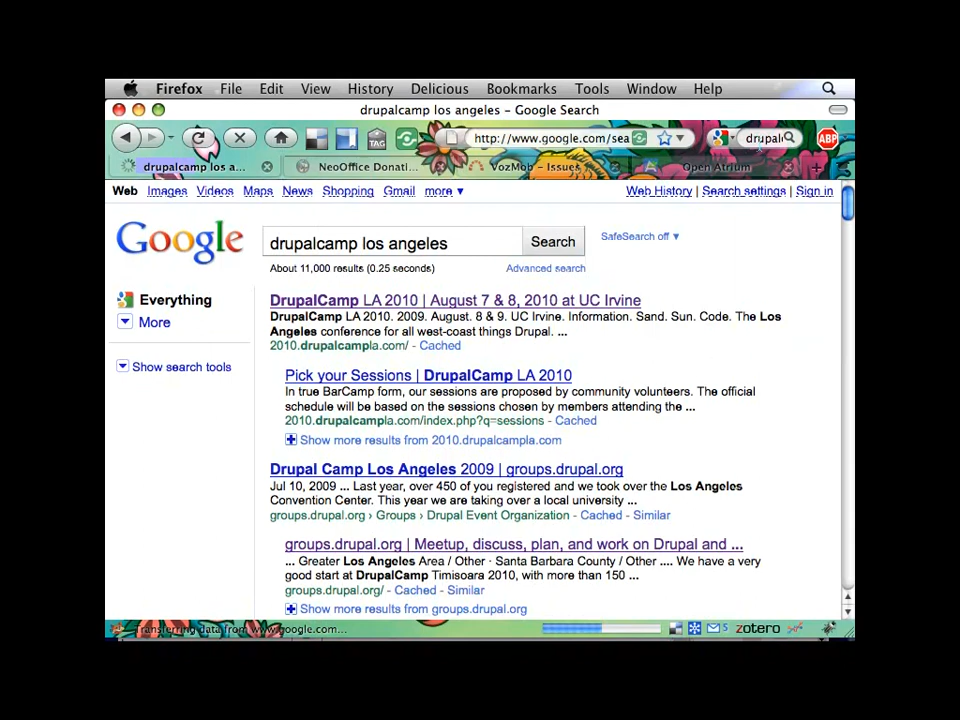 Firefox File Edit View History Delicious Bookmarks Tools Window Help
drupalcamp los angeles – Google Search
TAG http://www.google.com/sea drupal ABP
drupalcamp los a... NeoOffice Donati... VozMob – Issues Open Atrium
Web Images Videos Maps News Shopping Gmail more ▼ Web History | Search settings | Sign in
Google drupalcamp los angeles Search SafeSearch off ▼
About 11,000 results (0.25 seconds) Advanced search
Everything
More
Show search tools
DrupalCamp LA 2010 | August 7 & 8, 2010 at UC Irvine
DrupalCamp LA 2010. 2009. August. 8 & 9. UC Irvine. Information. Sand. Sun. Code. The Los
Angeles conference for all west-coast things Drupal. ...
2010.drupalcampla.com/ - Cached
Pick your Sessions | DrupalCamp LA 2010
In true BarCamp form, our sessions are proposed by community volunteers. The official
schedule will be based on the sessions chosen by members attending the ...
2010.drupalcampla.com/index.php?q=sessions - Cached
Show more results from 2010.drupalcampla.com
Drupal Camp Los Angeles 2009 | groups.drupal.org
Jul 10, 2009 ... Last year, over 450 of you registered and we took over the Los Angeles
Convention Center. This year we are taking over a local university ...
groups.drupal.org › Groups › Drupal Event Organization - Cached - Similar
groups.drupal.org | Meetup, discuss, plan, and work on Drupal and ...
... Greater Los Angeles Area / Other · Santa Barbara County / Other .... We have a very
good start at DrupalCamp Timisoara 2010, with more than 150 ...
groups.drupal.org/ - Cached - Similar
Show more results from groups.drupal.org
Transferring data from www.google.com... 5 zotero